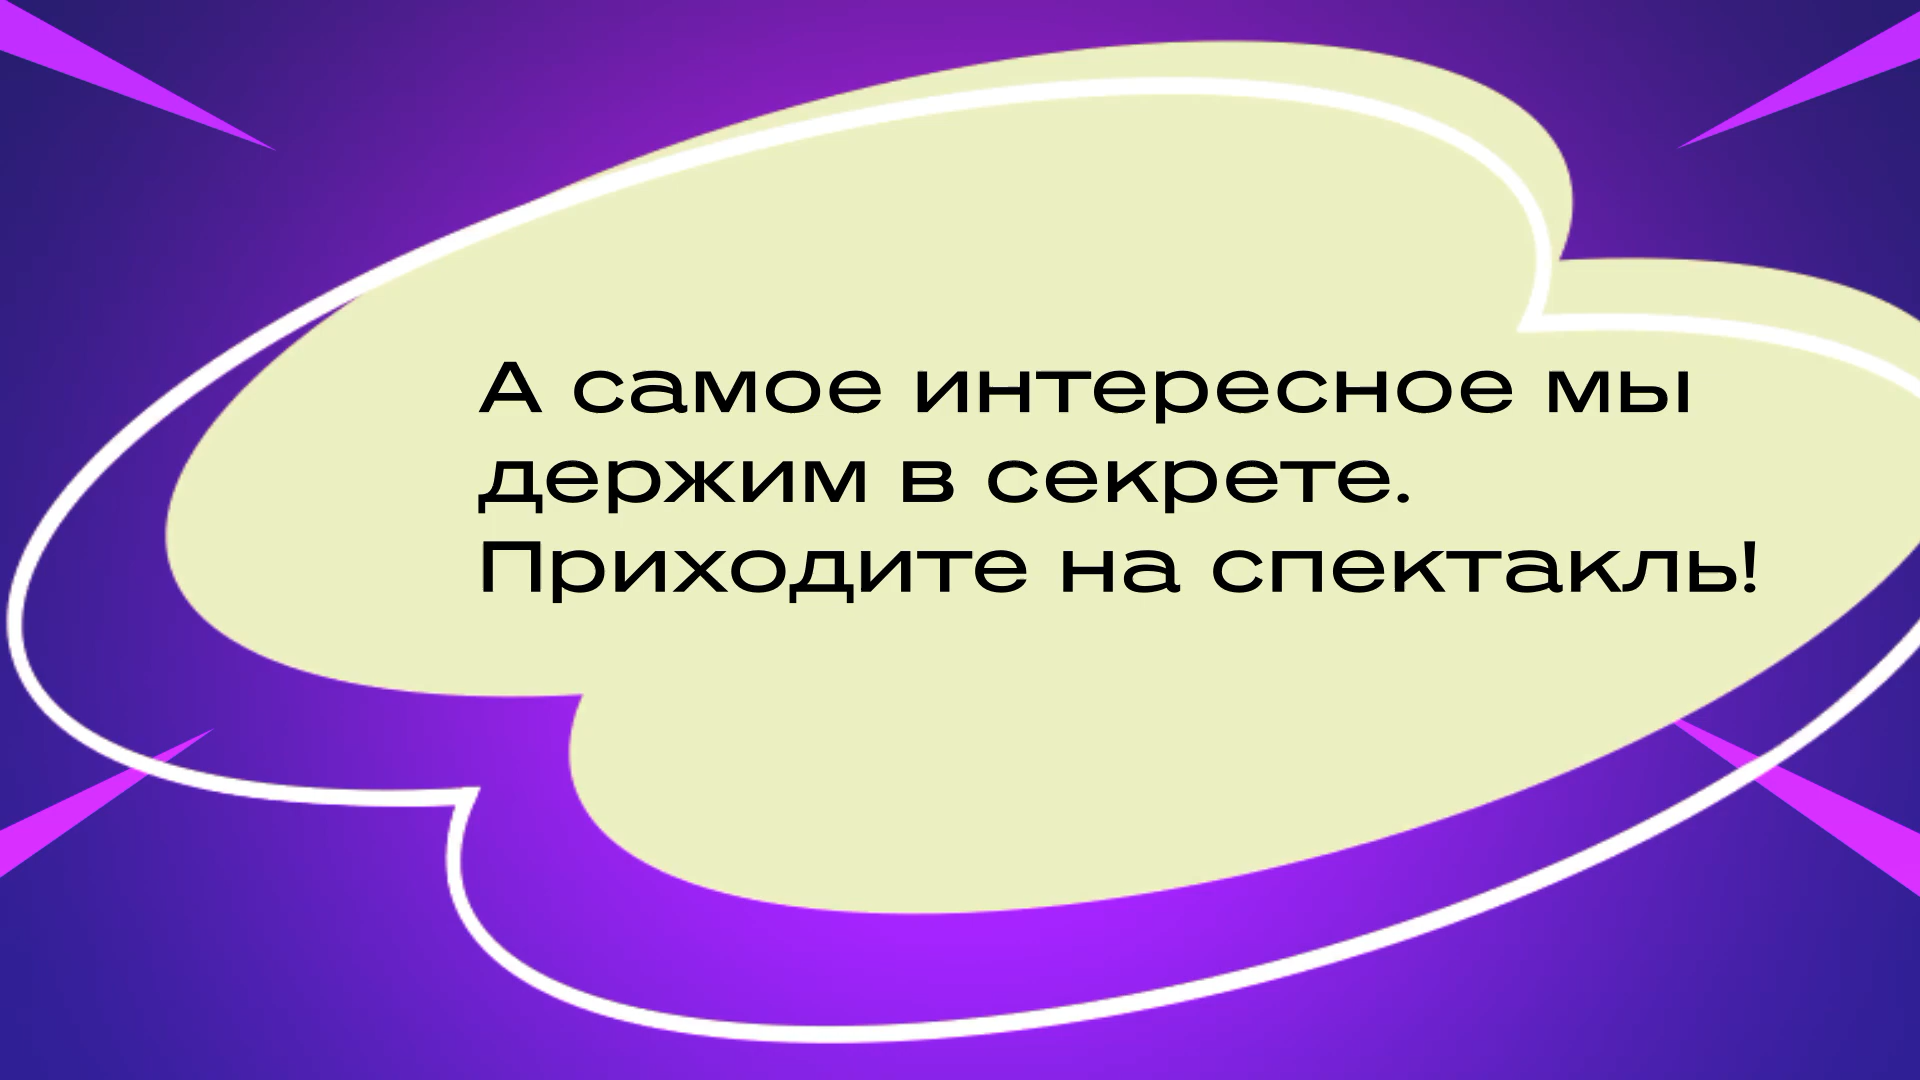 А самое интересное мы
держим в секрете.
Приходите на спектакль!